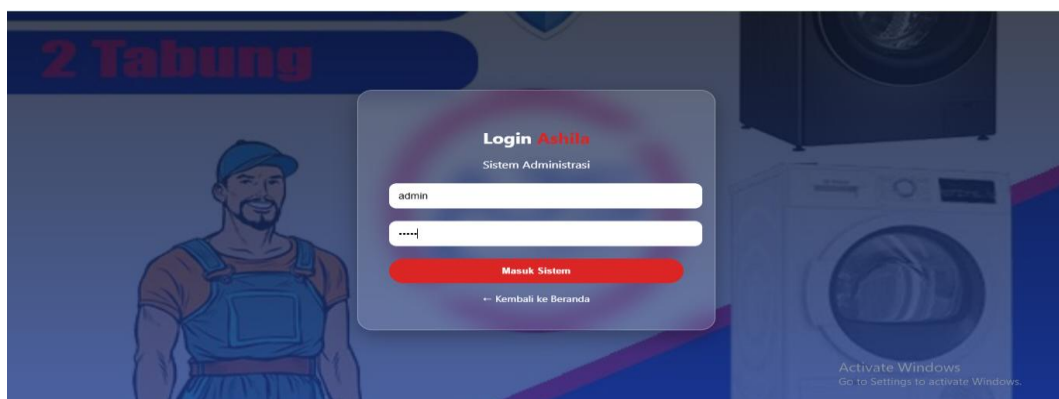 2 Tabung
Login Ashila
Sistem Administrasi
admin
•••••
Masuk Sistem
← Kembali ke Beranda
Activate Windows
Go to Settings to activate Windows.